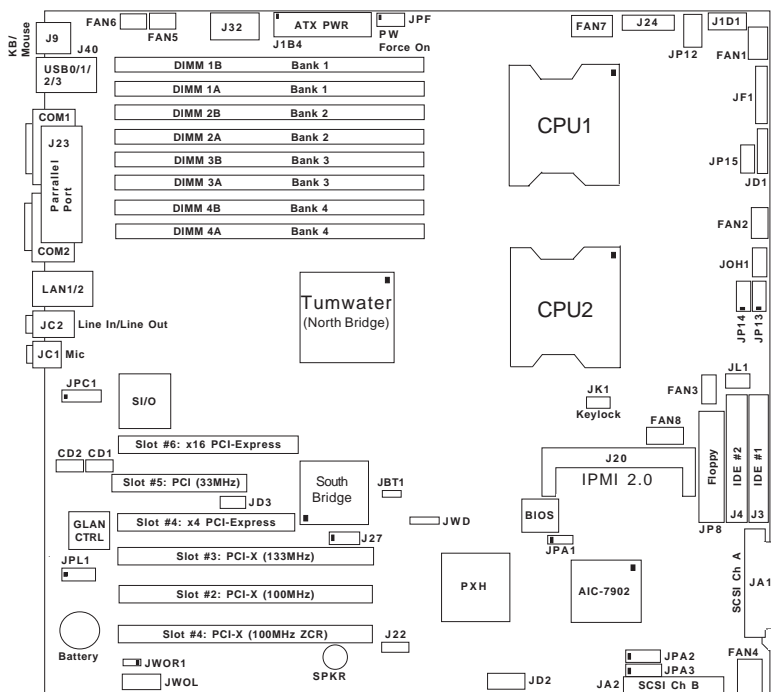 FAN6
FAN5
J32
ATX PWR
J1B4
JPF
PW
Force On
FAN7
J24
JP12
J1D1
FAN1
KB/
Mouse
J9
J40
USB0/1/
2/3
DIMM 1B Bank 1
DIMM 1A Bank 1
DIMM 2B Bank 2
DIMM 2A Bank 2
DIMM 3B Bank 3
DIMM 3A Bank 3
DIMM 4B Bank 4
DIMM 4A Bank 4
CPU1
JF1
JP15
JD1
COM1
J23
Parrallel
Port
COM2
FAN2
JOH1
LAN1/2
Tumwater
(North Bridge)
CPU2
JP14
JP13
JC2
Line In/Line Out
JC1
Mic
JPC1
SI/O
JL1
FAN3
JK1
Keylock
FAN8
Slot #6: x16 PCI-Express
CD2
CD1
Slot #5: PCI (33MHz)
JD3
South
Bridge
JBT1
J20
IPMI 2.0
Floppy
IDE #2
IDE #1
J4
J3
JP8
GLAN
CTRL
Slot #4: x4 PCI-Express
JWD
BIOS
J27
JPA1
JPL1
Slot #3: PCI-X (133MHz)
Slot #2: PCI-X (100MHz)
PXH
AIC-7902
SCSI Ch A
JA1
Battery
Slot #4: PCI-X (100MHz ZCR)
J22
JWOR1
JWOL
SPKR
JD2
JPA2
JPA3
JA2
SCSI Ch B
FAN4